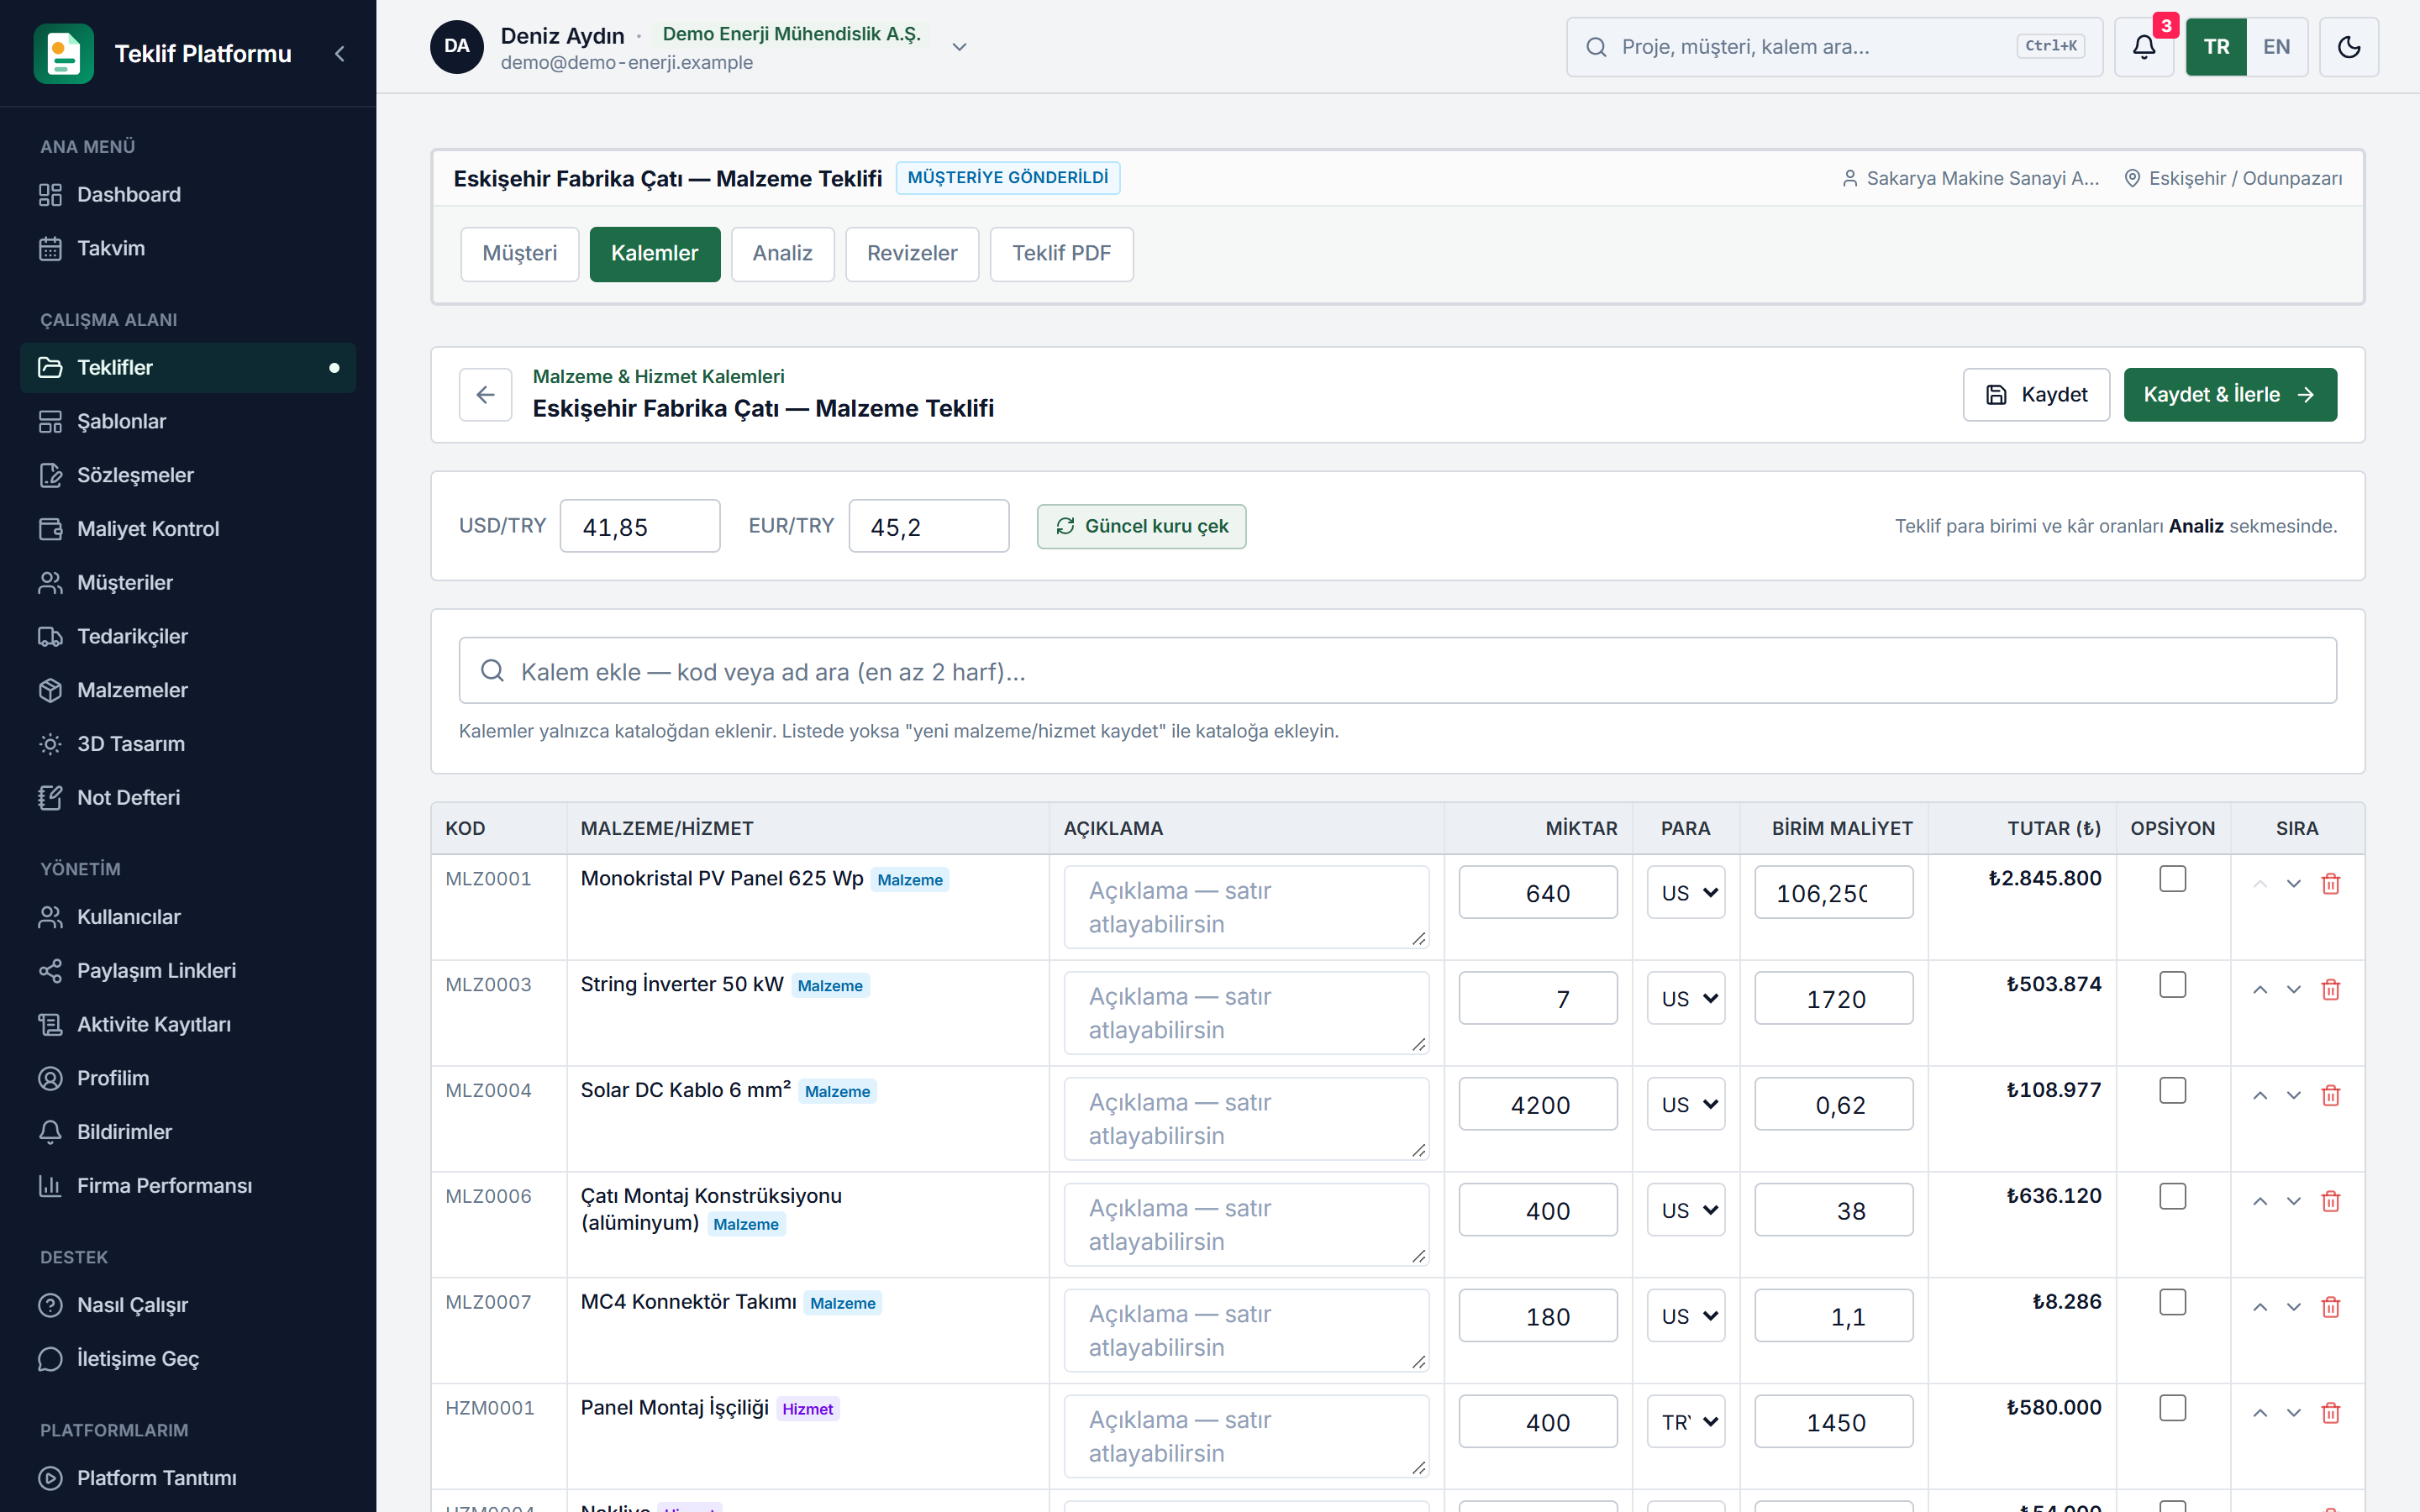 Teklif Platformu
ANA MENÜ
Dashboard
Takvim
ÇALIŞMA ALANI
Teklifler
Şablonlar
Sözleşmeler
Maliyet Kontrol
Müşteriler
Tedarikçiler
Malzemeler
3D Tasarım
Not Defteri
YÖNETİM
Kullanıcılar
Paylaşım Linkleri
Aktivite Kayıtları
Profilim
Bildirimler
Firma Performansı
DESTEK
Nasıl Çalışır
İletişime Geç
PLATFORMLARIM
Platform Tanıtımı
DA
Deniz Aydın · Demo Enerji Mühendislik A.Ş.
demo@demo-enerji.example
Proje, müşteri, kalem ara... Ctrl+K
3
TR EN
Eskişehir Fabrika Çatı — Malzeme Teklifi MÜŞTERİYE GÖNDERİLDİ
Sakarya Makine Sanayi A... Eskişehir / Odunpazarı
Müşteri Kalemler Analiz Revizeler Teklif PDF
Malzeme & Hizmet Kalemleri
Eskişehir Fabrika Çatı — Malzeme Teklifi
Kaydet Kaydet & İlerle
USD/TRY 41,85 EUR/TRY 45,2 Güncel kuru çek
Teklif para birimi ve kâr oranları Analiz sekmesinde.
Kalem ekle — kod veya ad ara (en az 2 harf)...
Kalemler yalnızca kataloğdan eklenir. Listede yoksa "yeni malzeme/hizmet kaydet" ile kataloğa ekleyin.
KOD MALZEME/HİZMET AÇIKLAMA MİKTAR PARA BİRİM MALİYET TUTAR (₺) OPSİYON SIRA
MLZ0001 Monokristal PV Panel 625 Wp Malzeme Açıklama — satır atlayabilirsin 640 US 106,250 ₺2.845.800
MLZ0003 String İnverter 50 kW Malzeme Açıklama — satır atlayabilirsin 7 US 1720 ₺503.874
MLZ0004 Solar DC Kablo 6 mm² Malzeme Açıklama — satır atlayabilirsin 4200 US 0,62 ₺108.977
MLZ0006 Çatı Montaj Konstrüksiyonu (alüminyum) Malzeme Açıklama — satır atlayabilirsin 400 US 38 ₺636.120
MLZ0007 MC4 Konnektör Takımı Malzeme Açıklama — satır atlayabilirsin 180 US 1,1 ₺8.286
HZM0001 Panel Montaj İşçiliği Hizmet Açıklama — satır atlayabilirsin 400 TRY 1450 ₺580.000